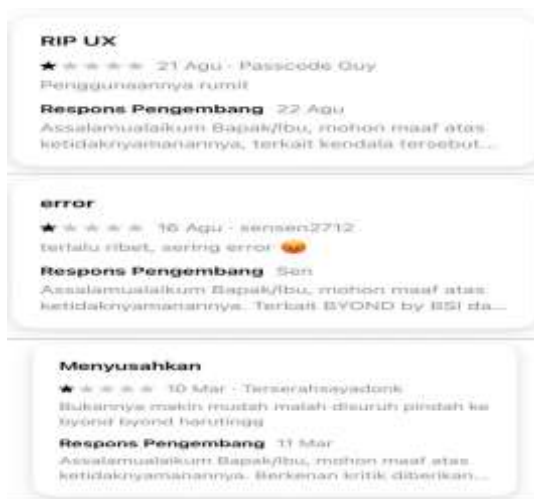 RIP UX
21 Agu · Passcode Guy
Penggunaannya rumit
Respons Pengembang 22 Agu
Assalamualaikum Bapak/Ibu, mohon maaf atas
ketidaknyamanannya, terkait kendala tersebut...
error
16 Agu · sensen2712
terlalu ribet, sering error 😡
Respons Pengembang Sen
Assalamualaikum Bapak/Ibu, mohon maaf atas
ketidaknyamanannya. Terkait BYOND by BSI da...
Menyusahkan
10 Mar · Terserahsayadonk
Bukannya makin mudah malah disuruh pindah ke
byond byond
Respons Pengembang 11 Mar
Assalamualaikum Bapak/Ibu, mohon maaf atas
ketidaknyamanannya. Berkenan kritik diberikan...